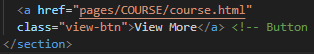 <a href="pages/COURSE/course.html"
class="view-btn">View More</a> <!-- Button
</section>